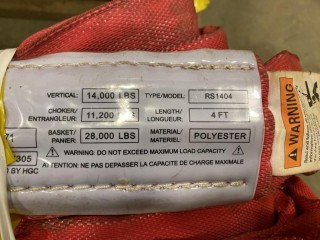 VERTICAL: 14,000 LBS TYPE/MODEL RS1404
CHOKER/ ENTRANGLEUR: 11,200 LENGTH/ LONGUEUR: 4 FT
BASKET/ PANIER: 28,000 LBS MATERIAL/ MATERIEL: POLYESTER
305
BY HGC
WARNING: DO NOT EXCEED MAXIMUM LOAD CAPACITY
ATTENTION: NE PAS DEPASSER LA CAPACITE DE CHARGE MAXIMALE
WARNING